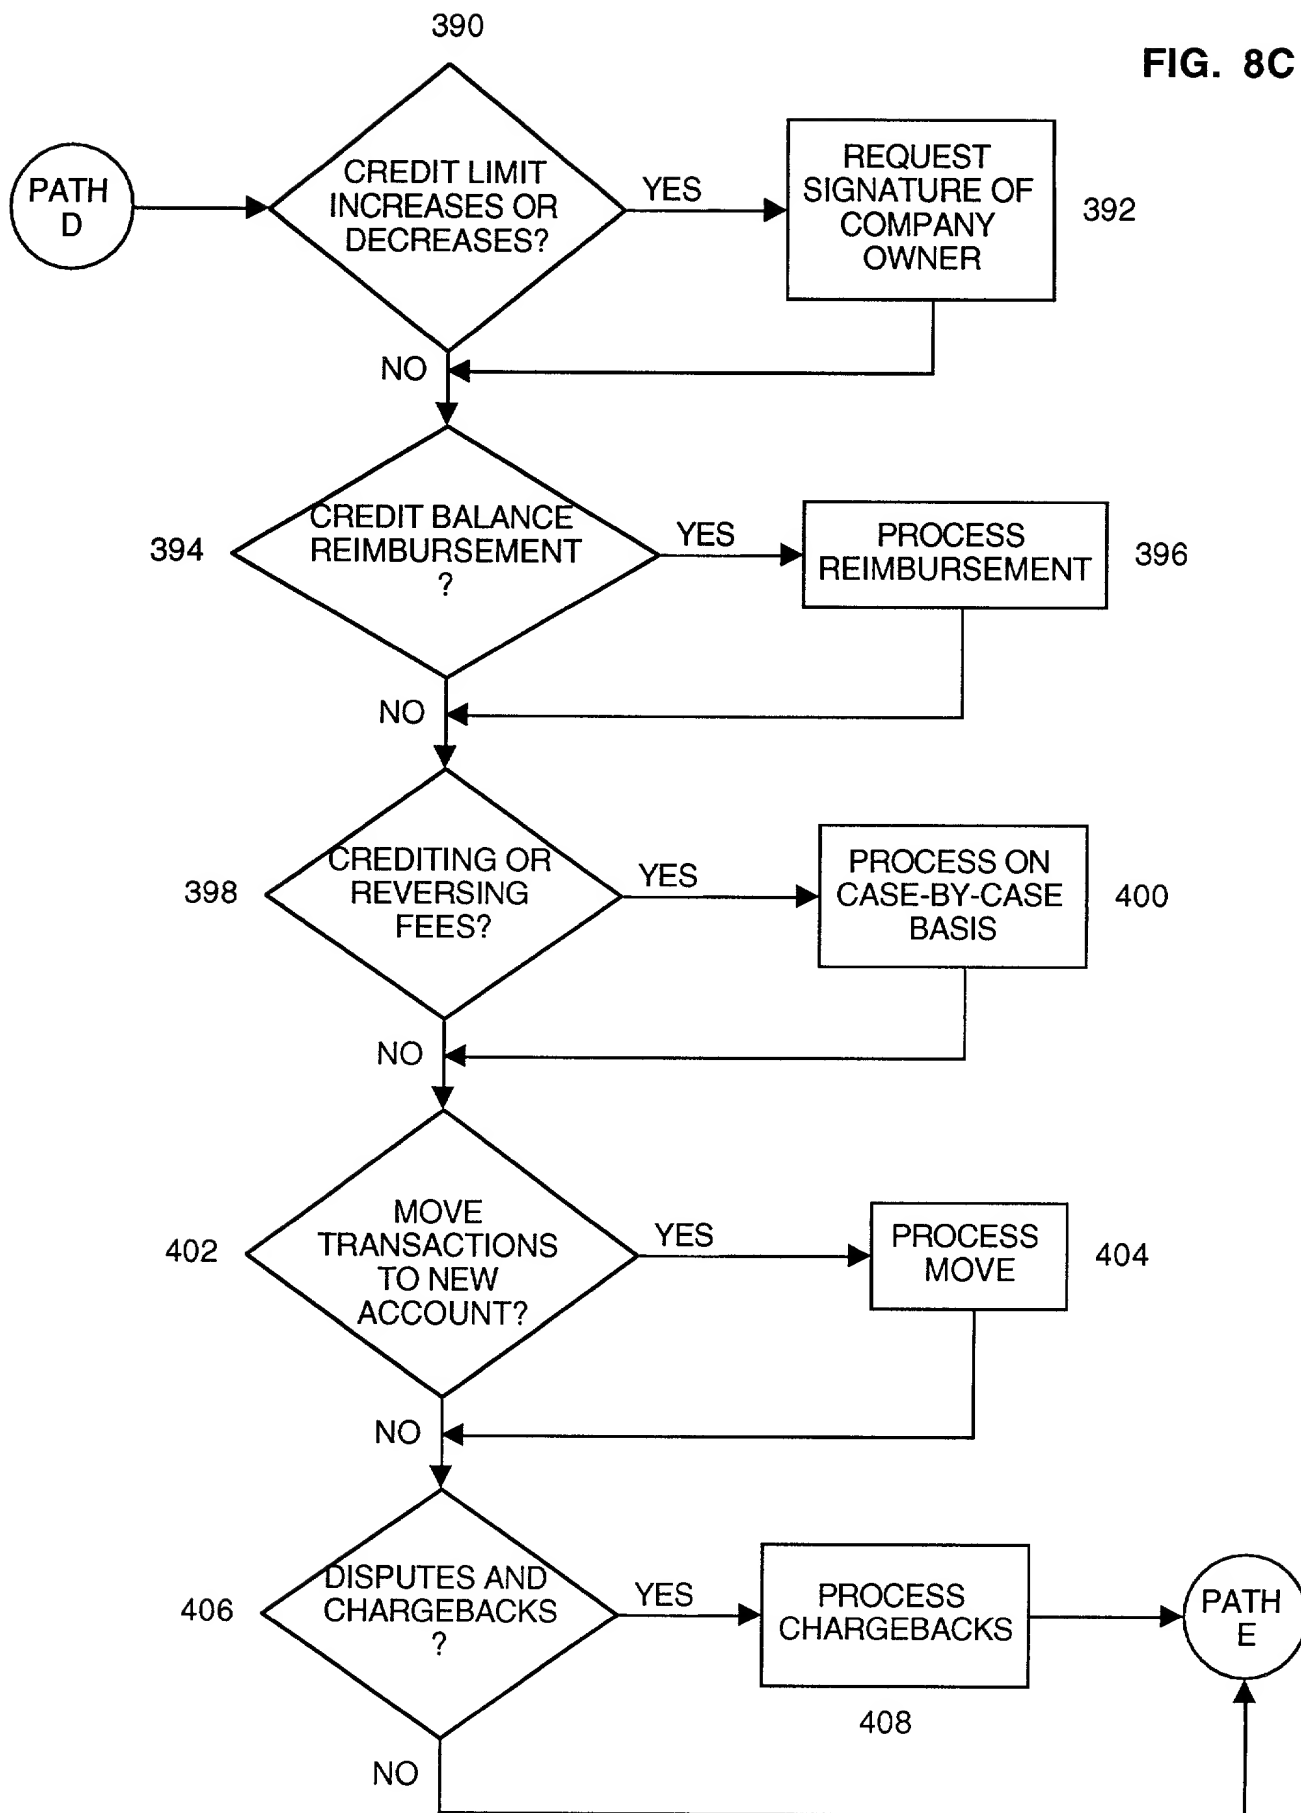 390
FIG. 8C
PATH
D
CREDIT LIMIT
INCREASES OR
DECREASES?
YES
REQUEST
SIGNATURE OF
COMPANY
OWNER
392
NO
394
CREDIT BALANCE
REIMBURSEMENT
?
YES
PROCESS
REIMBURSEMENT
396
NO
398
CREDITING OR
REVERSING
FEES?
YES
PROCESS ON
CASE-BY-CASE
BASIS
400
NO
402
MOVE
TRANSACTIONS
TO NEW
ACCOUNT?
YES
PROCESS
MOVE
404
NO
406
DISPUTES AND
CHARGEBACKS
?
YES
PROCESS
CHARGEBACKS
408
PATH
E
NO